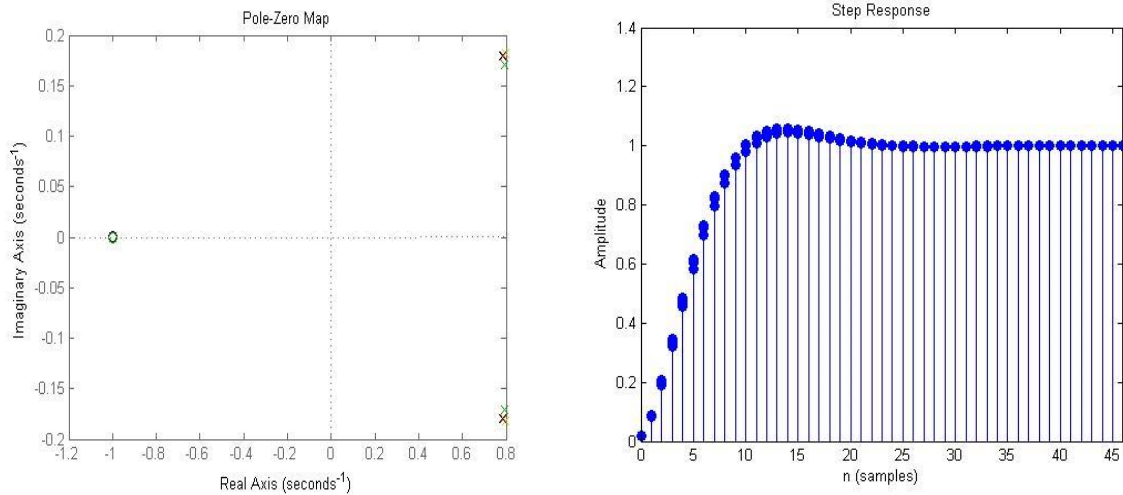 Pole-Zero Map
0.2
0.15
0.1
0.05
0
-0.05
-0.1
-0.15
-0.2
-1.2 -1 -0.8 -0.6 -0.4 -0.2 0 0.2 0.4 0.6 0.8
Imaginary Axis (seconds-1)
Real Axis (seconds-1)
Step Response
1.4
1.2
1
0.8
0.6
0.4
0.2
0
0 5 10 15 20 25 30 35 40 45
Amplitude
n (samples)